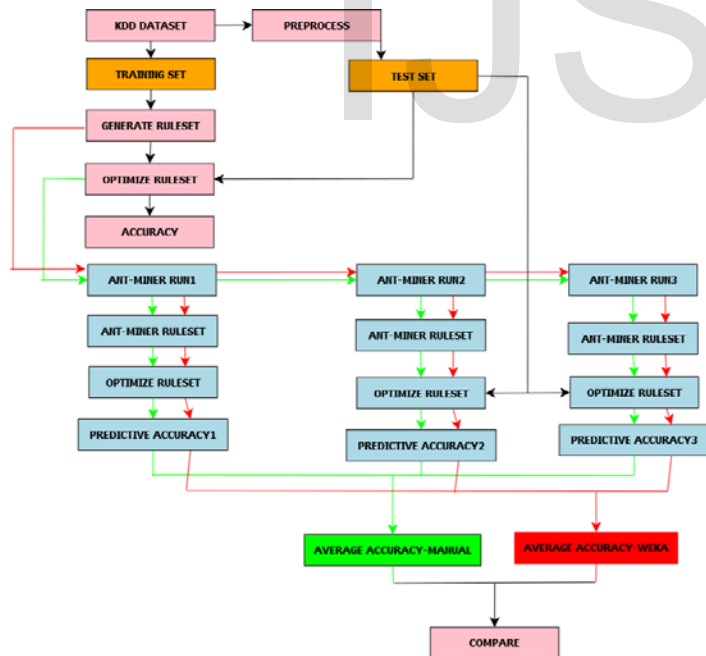 IJS
KDD DATASET
PREPROCESS
TRAINING SET
TEST SET
GENERATE RULESET
OPTIMIZE RULESET
ACCURACY
ANT-MINER RUN1
ANT-MINER RUN2
ANT-MINER RUN3
ANT-MINER RULESET
ANT-MINER RULESET
ANT-MINER RULESET
OPTIMIZE RULESET
OPTIMIZE RULESET
OPTIMIZE RULESET
PREDICTIVE ACCURACY1
PREDICTIVE ACCURACY2
PREDICTIVE ACCURACY3
AVERAGE ACCURACY-MANUAL
AVERAGE ACCURACY-WEKA
COMPARE